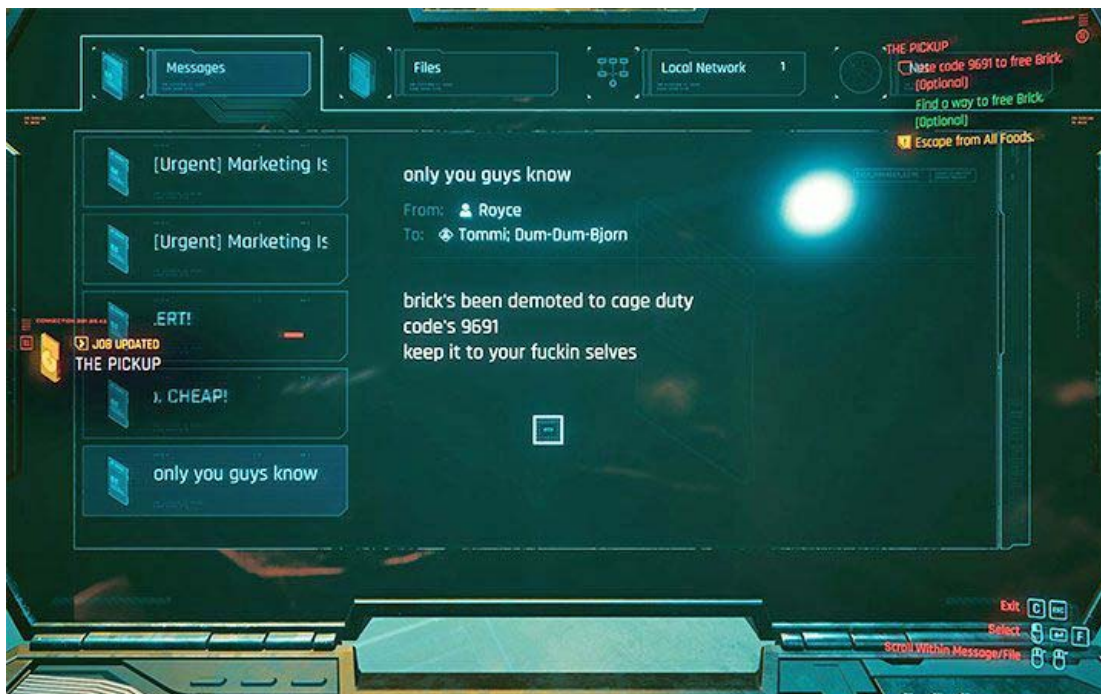 Messages
Files
Local Network 1
THE PICKUP
use code 9691 to free Brick.
[Optional]
Find a way to free Brick.
[Optional]
Escape from All Foods.
[Urgent] Marketing Is
[Urgent] Marketing Is
.ERT!
, CHEAP!
only you guys know
JOB UPDATED
THE PICKUP
only you guys know
From: Royce
To: Tommi; Dum-Dum-Bjorn
brick's been demoted to cage duty
code's 9691
keep it to your fuckin selves
Exit C ESC
Select F
Scroll Within Message/File